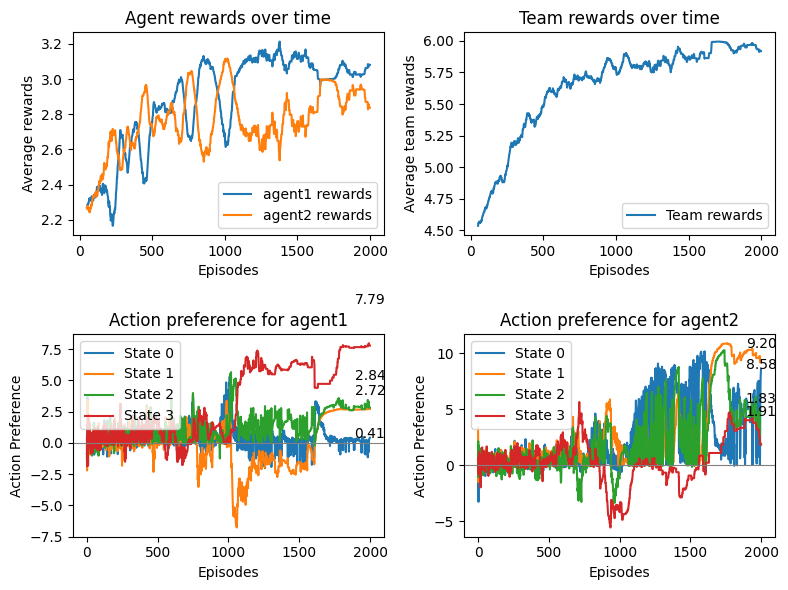 Agent rewards over time
Average rewards
3.2
3.0
2.8
2.6
2.4
2.2
agent1 rewards
agent2 rewards
0
500
1000
1500
2000
Episodes
Team rewards over time
Average team rewards
6.00
5.75
5.50
5.25
5.00
4.75
4.50
Team rewards
0
500
1000
1500
2000
Episodes
Action preference for agent1
Action Preference
7.5
5.0
2.5
0.0
−2.5
−5.0
−7.5
State 0
State 1
State 2
State 3
7.79
2.84
2.72
0.41
0
500
1000
1500
2000
Episodes
Action preference for agent2
Action Preference
10
5
0
−5
State 0
State 1
State 2
State 3
9.20
8.58
1.83
1.91
0
500
1000
1500
2000
Episodes